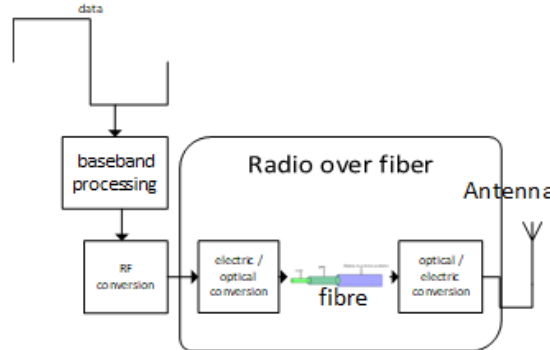 data
baseband
processing
Radio over fiber
Antenna
RF
conversion
electric /
optical
conversion
fibre
optical /
electric
conversion